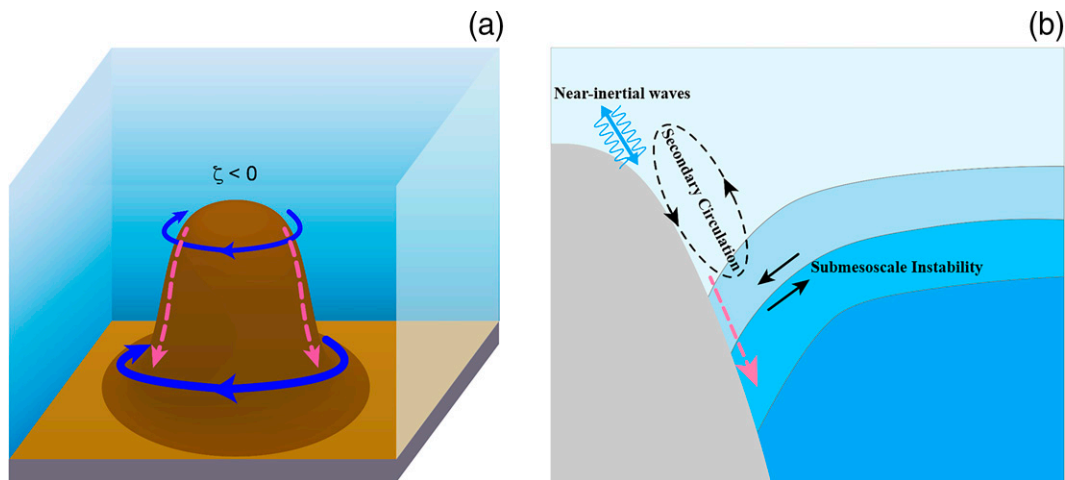 (a)
ζ < 0
(b)
Near-inertial waves
Secondary Circulation
Submesoscale Instability